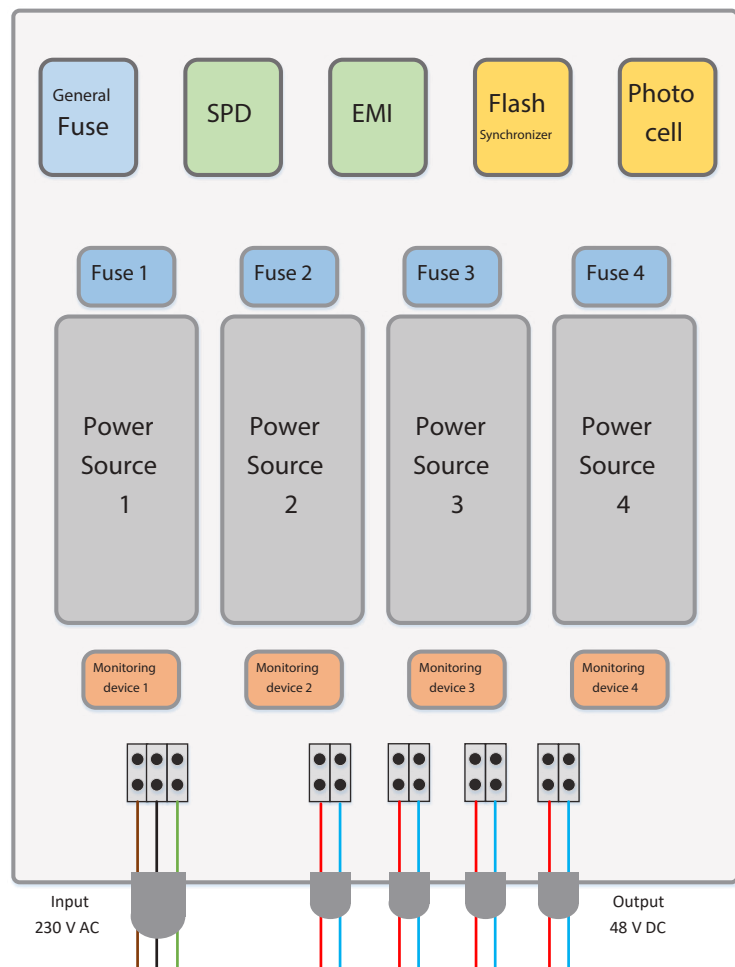 General
Fuse
SPD
EMI
Flash
Synchronizer
Photo
cell
Fuse 1
Fuse 2
Fuse 3
Fuse 4
Power
Source
1
Power
Source
2
Power
Source
3
Power
Source
4
Monitoring
device 1
Monitoring
device 2
Monitoring
device 3
Monitoring
device 4
Input
230 V AC
Output
48 V DC